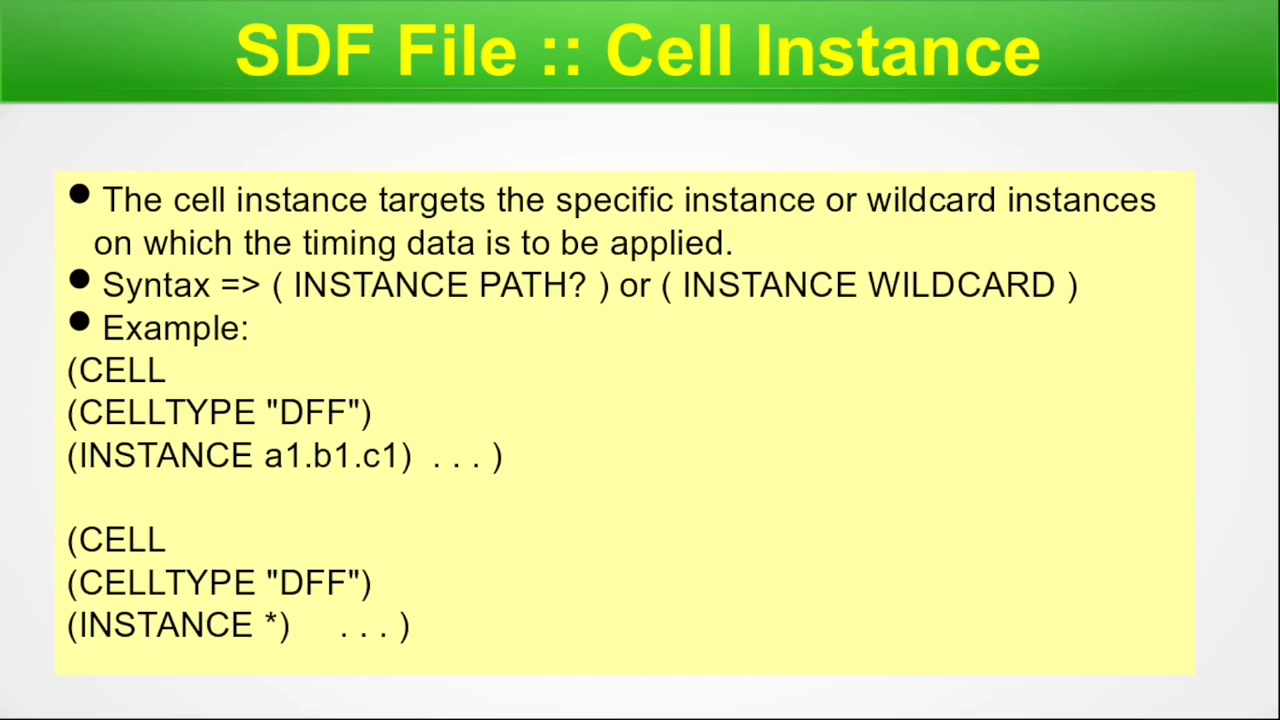 SDF File :: Cell Instance
● The cell instance targets the specific instance or wildcard instances
on which the timing data is to be applied.
● Syntax => ( INSTANCE PATH? ) or ( INSTANCE WILDCARD )
● Example:
(CELL
(CELLTYPE "DFF")
(INSTANCE a1.b1.c1)  . . . )
(CELL
(CELLTYPE "DFF")
(INSTANCE *)     . . . )